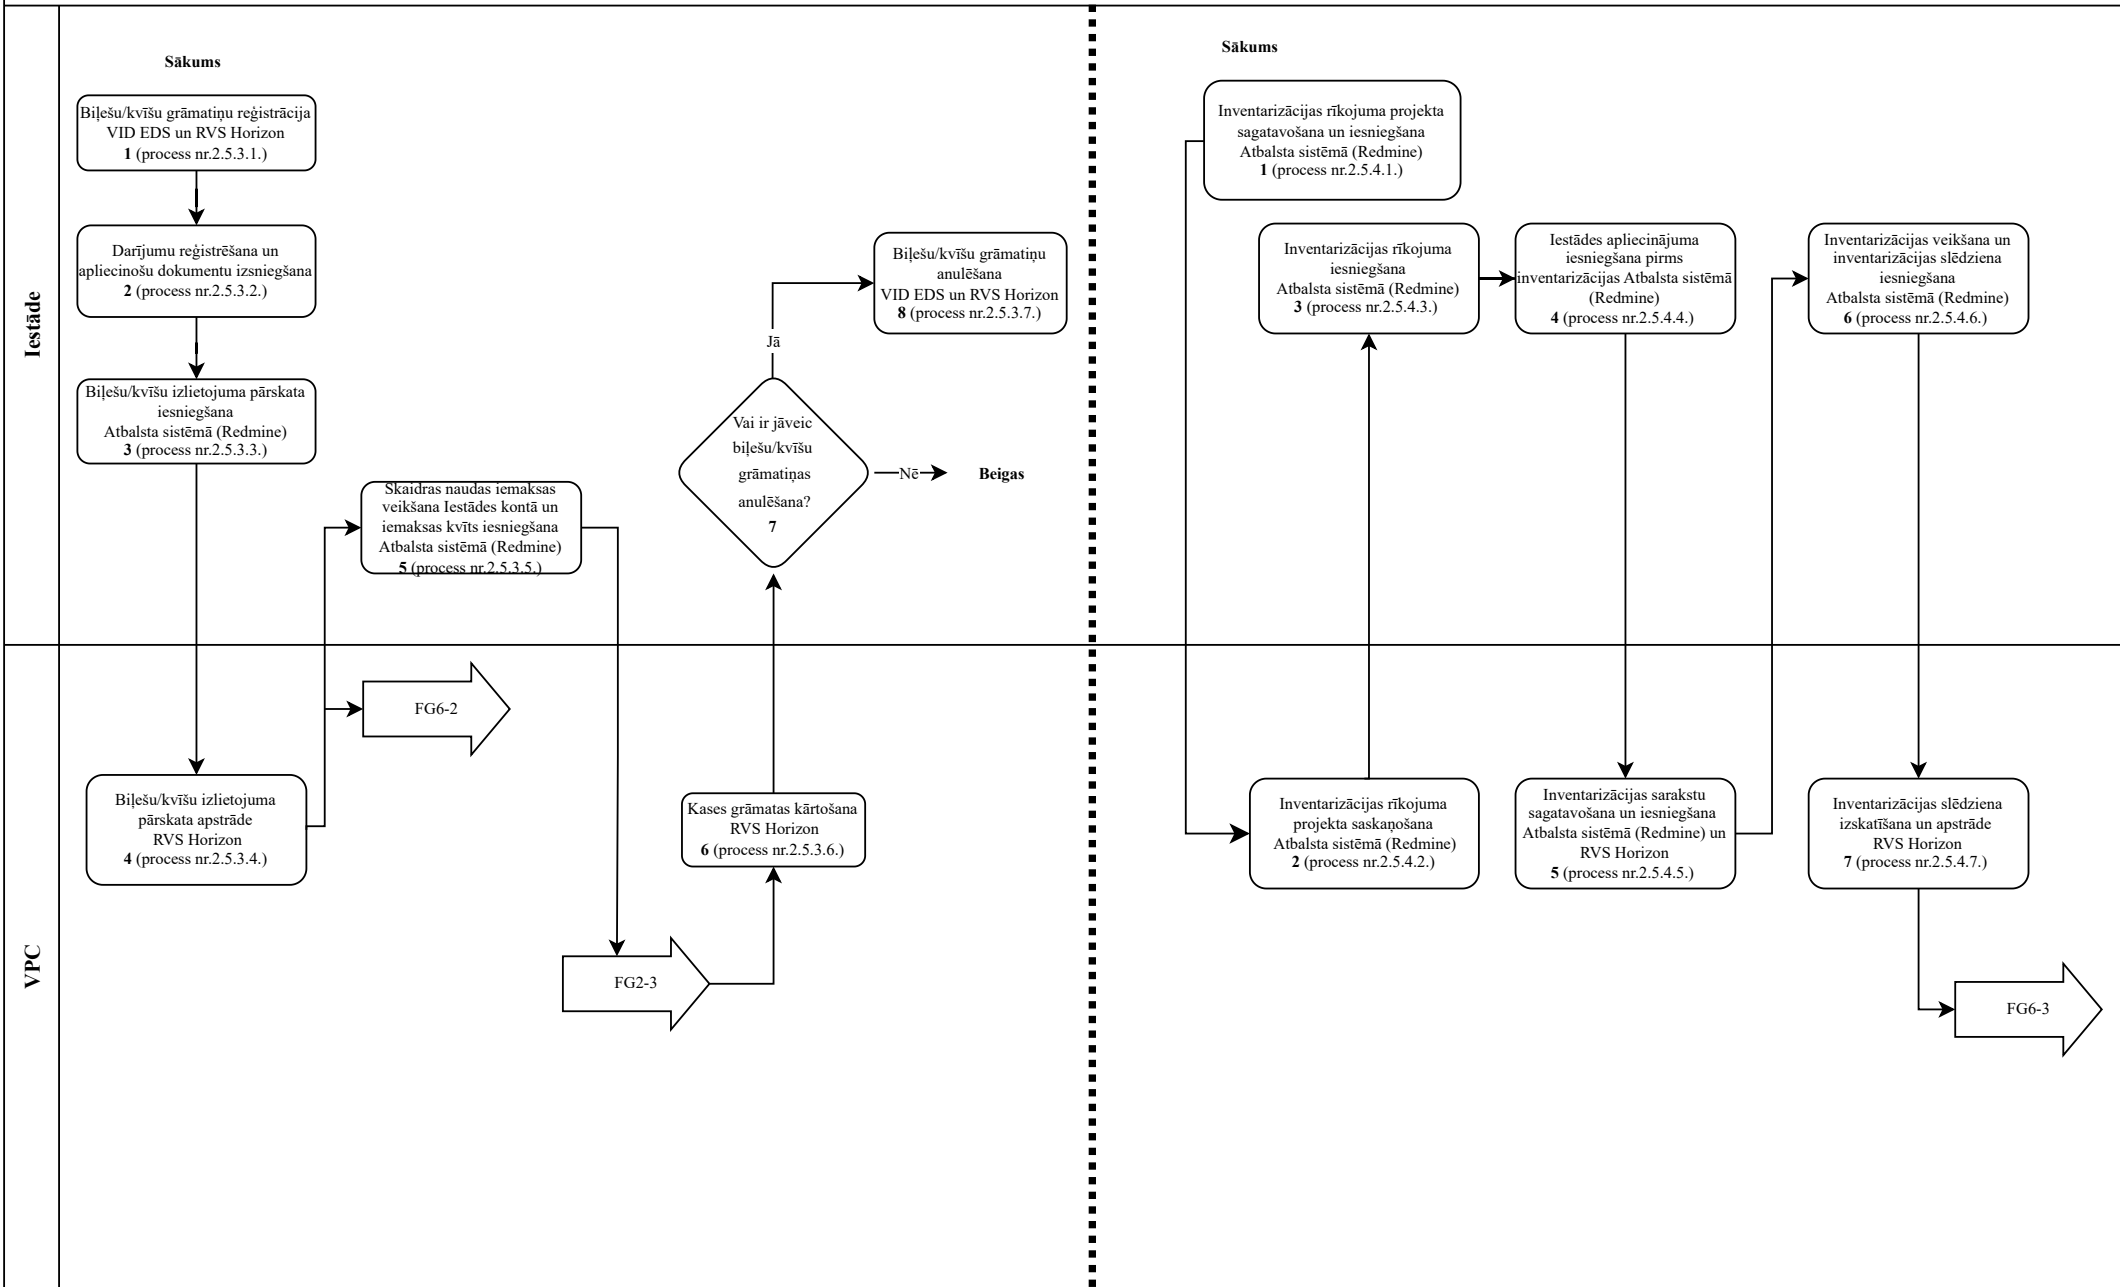 Iestāde
VPC
Sākums
Biļešu/kvīšu grāmatiņu reģistrācija
VID EDS un RVS Horizon
1 (process nr.2.5.3.1.)
Darījumu reģistrēšana un
apliecinošu dokumentu izsniegšana
2 (process nr.2.5.3.2.)
Biļešu/kvīšu izlietojuma pārskata
iesniegšana
Atbalsta sistēmā (Redmine)
3 (process nr.2.5.3.3.)
Biļešu/kvīšu izlietojuma
pārskata apstrāde
RVS Horizon
4 (process nr.2.5.3.4.)
FG6-2
Skaidras naudas iemaksas
veikšana Iestādes kontā un
iemaksas kvīts iesniegšana
Atbalsta sistēmā (Redmine)
5 (process nr.2.5.3.5.)
FG2-3
Kases grāmatas kārtošana
RVS Horizon
6 (process nr.2.5.3.6.)
Vai ir jāveic
biļešu/kvīšu
grāmatiņas
anulēšana?
7
Jā
Nē
Beigas
Biļešu/kvīšu grāmatiņu
anulēšana
VID EDS un RVS Horizon
8 (process nr.2.5.3.7.)
Sākums
Inventarizācijas rīkojuma projekta
sagatavošana un iesniegšana
Atbalsta sistēmā (Redmine)
1 (process nr.2.5.4.1.)
Inventarizācijas rīkojuma
projekta saskaņošana
Atbalsta sistēmā (Redmine)
2 (process nr.2.5.4.2.)
Inventarizācijas rīkojuma
iesniegšana
Atbalsta sistēmā (Redmine)
3 (process nr.2.5.4.3.)
Iestādes apliecinājuma
iesniegšana pirms
inventarizācijas Atbalsta sistēmā
(Redmine)
4 (process nr.2.5.4.4.)
Inventarizācijas sarakstu
sagatavošana un iesniegšana
Atbalsta sistēmā (Redmine) un
RVS Horizon
5 (process nr.2.5.4.5.)
Inventarizācijas veikšana un
inventarizācijas slēdziena
iesniegšana
Atbalsta sistēmā (Redmine)
6 (process nr.2.5.4.6.)
Inventarizācijas slēdziena
izskatīšana un apstrāde
RVS Horizon
7 (process nr.2.5.4.7.)
FG6-3